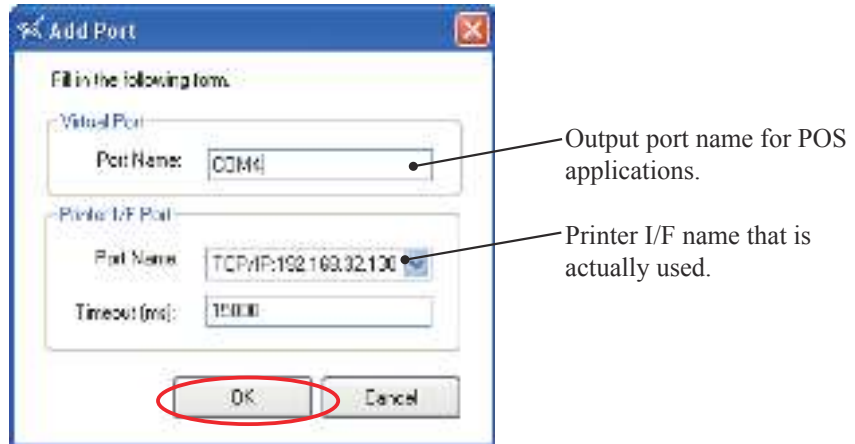 Add Port
Fill in the following form.
Virtual Port
Port Name:
COM4
Output port name for POS
applications.
Printer I/F Port
Port Name
TCP/IP:192.168.32.100
Printer I/F name that is
actually used.
Timeout (ms):
15000
OK
Cancel